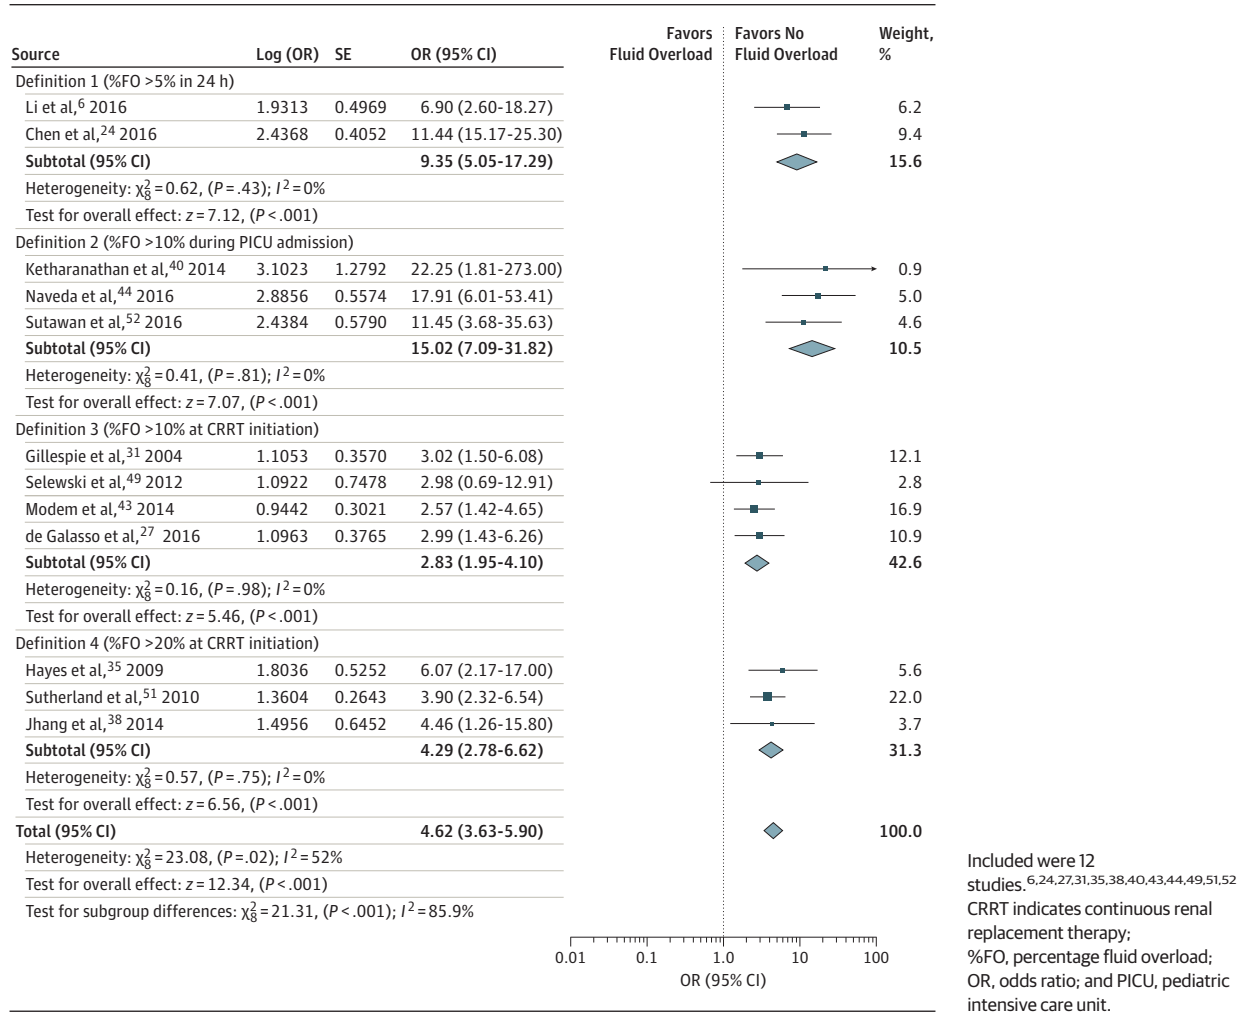 Favors Favors No Weight,
Source Log (OR) SE OR (95% CI) Fluid Overload Fluid Overload %
Definition 1 (%FO >5% in 24 h)
Li et al,6 2016 1.9313 0.4969 6.90 (2.60-18.27) 6.2
Chen et al,24 2016 2.4368 0.4052 11.44 (15.17-25.30) 9.4
Subtotal (95% CI) 9.35 (5.05-17.29) 15.6
Heterogeneity: χ²8 = 0.62, (P = .43); I² = 0%
Test for overall effect: z = 7.12, (P < .001)
Definition 2 (%FO >10% during PICU admission)
Ketharanathan et al,40 2014 3.1023 1.2792 22.25 (1.81-273.00) 0.9
Naveda et al,44 2016 2.8856 0.5574 17.91 (6.01-53.41) 5.0
Sutawan et al,52 2016 2.4384 0.5790 11.45 (3.68-35.63) 4.6
Subtotal (95% CI) 15.02 (7.09-31.82) 10.5
Heterogeneity: χ²8 = 0.41, (P = .81); I² = 0%
Test for overall effect: z = 7.07, (P < .001)
Definition 3 (%FO >10% at CRRT initiation)
Gillespie et al,31 2004 1.1053 0.3570 3.02 (1.50-6.08) 12.1
Selewski et al,49 2012 1.0922 0.7478 2.98 (0.69-12.91) 2.8
Modem et al,43 2014 0.9442 0.3021 2.57 (1.42-4.65) 16.9
de Galasso et al,27 2016 1.0963 0.3765 2.99 (1.43-6.26) 10.9
Subtotal (95% CI) 2.83 (1.95-4.10) 42.6
Heterogeneity: χ²8 = 0.16, (P = .98); I² = 0%
Test for overall effect: z = 5.46, (P < .001)
Definition 4 (%FO >20% at CRRT initiation)
Hayes et al,35 2009 1.8036 0.5252 6.07 (2.17-17.00) 5.6
Sutherland et al,51 2010 1.3604 0.2643 3.90 (2.32-6.54) 22.0
Jhang et al,38 2014 1.4956 0.6452 4.46 (1.26-15.80) 3.7
Subtotal (95% CI) 4.29 (2.78-6.62) 31.3
Heterogeneity: χ²8 = 0.57, (P = .75); I² = 0%
Test for overall effect: z = 6.56, (P < .001)
Total (95% CI) 4.62 (3.63-5.90) 100.0
Heterogeneity: χ²8 = 23.08, (P = .02); I² = 52%
Test for overall effect: z = 12.34, (P < .001)
Test for subgroup differences: χ²8 = 21.31, (P < .001); I² = 85.9%
0.01 0.1 1.0 10 100
OR (95% CI)
Included were 12
studies.6,24,27,31,35,38,40,43,44,49,51,52
CRRT indicates continuous renal
replacement therapy;
%FO, percentage fluid overload;
OR, odds ratio; and PICU, pediatric
intensive care unit.